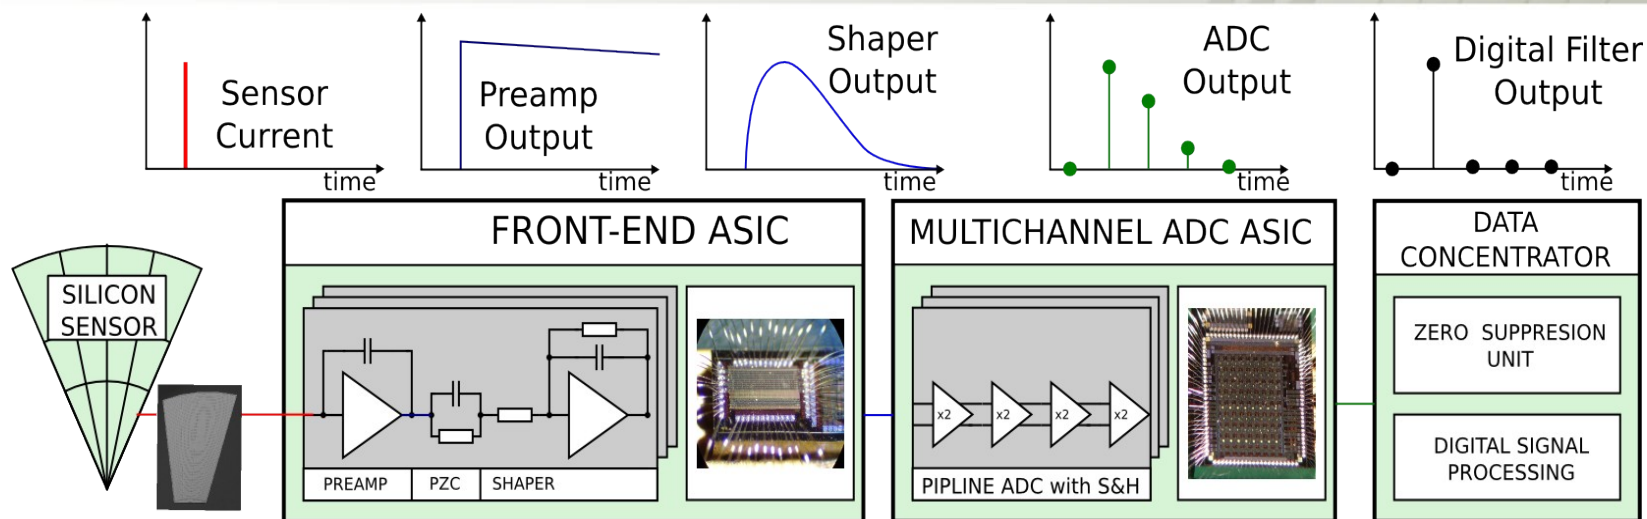 Sensor
Current
time
Preamp
Output
time
Shaper
Output
time
ADC
Output
time
Digital Filter
Output
time
SILICON
SENSOR
FRONT-END ASIC
PREAMP
PZC
SHAPER
MULTICHANNEL ADC ASIC
x2
x2
x2
x2
PIPLINE ADC with S&H
DATA
CONCENTRATOR
ZERO SUPPRESION
UNIT
DIGITAL SIGNAL
PROCESSING